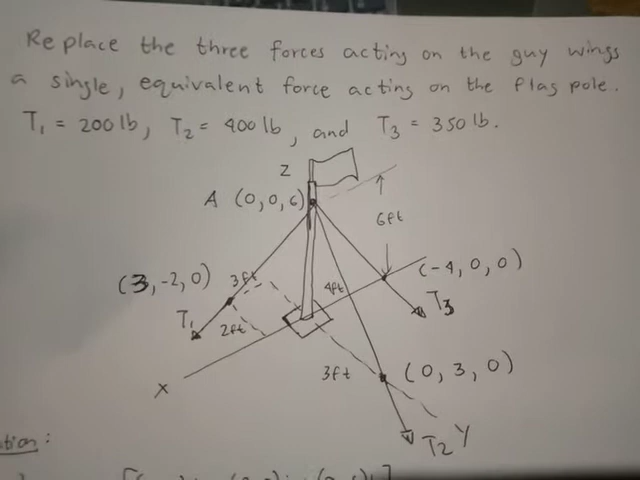 Replace the three forces acting on the guy wings
a single, equivalent force acting on the flag pole.
T₁ = 200 lb, T₂ = 400 lb, and T₃ = 350 lb.
Z
A (0,0,6)
6ft
(3,-2,0)
3ft
(-4,0,0)
4ft
T₃
T₁
2ft
X
3ft
(0,3,0)
T₂
Y
tion: